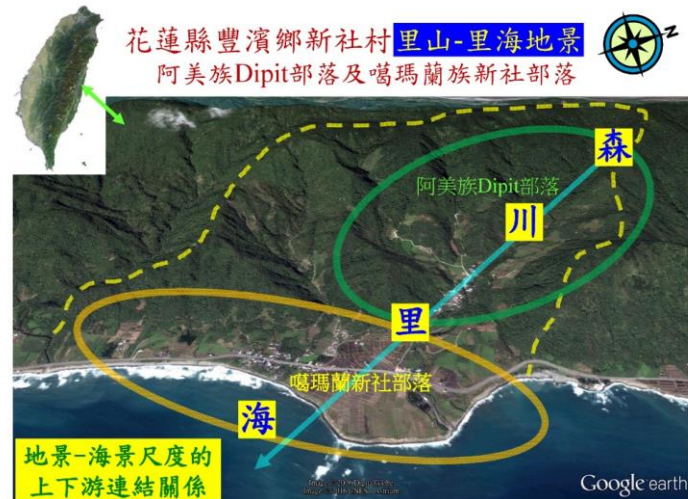 花蓮縣豐濱鄉新社村里山-里海地景
阿美族Dipit部落及噶瑪蘭族新社部落
N
森
阿美族Dipit部落
川
里
噶瑪蘭新社部落
海
地景-海景尺度的
上下游連結關係
Google earth